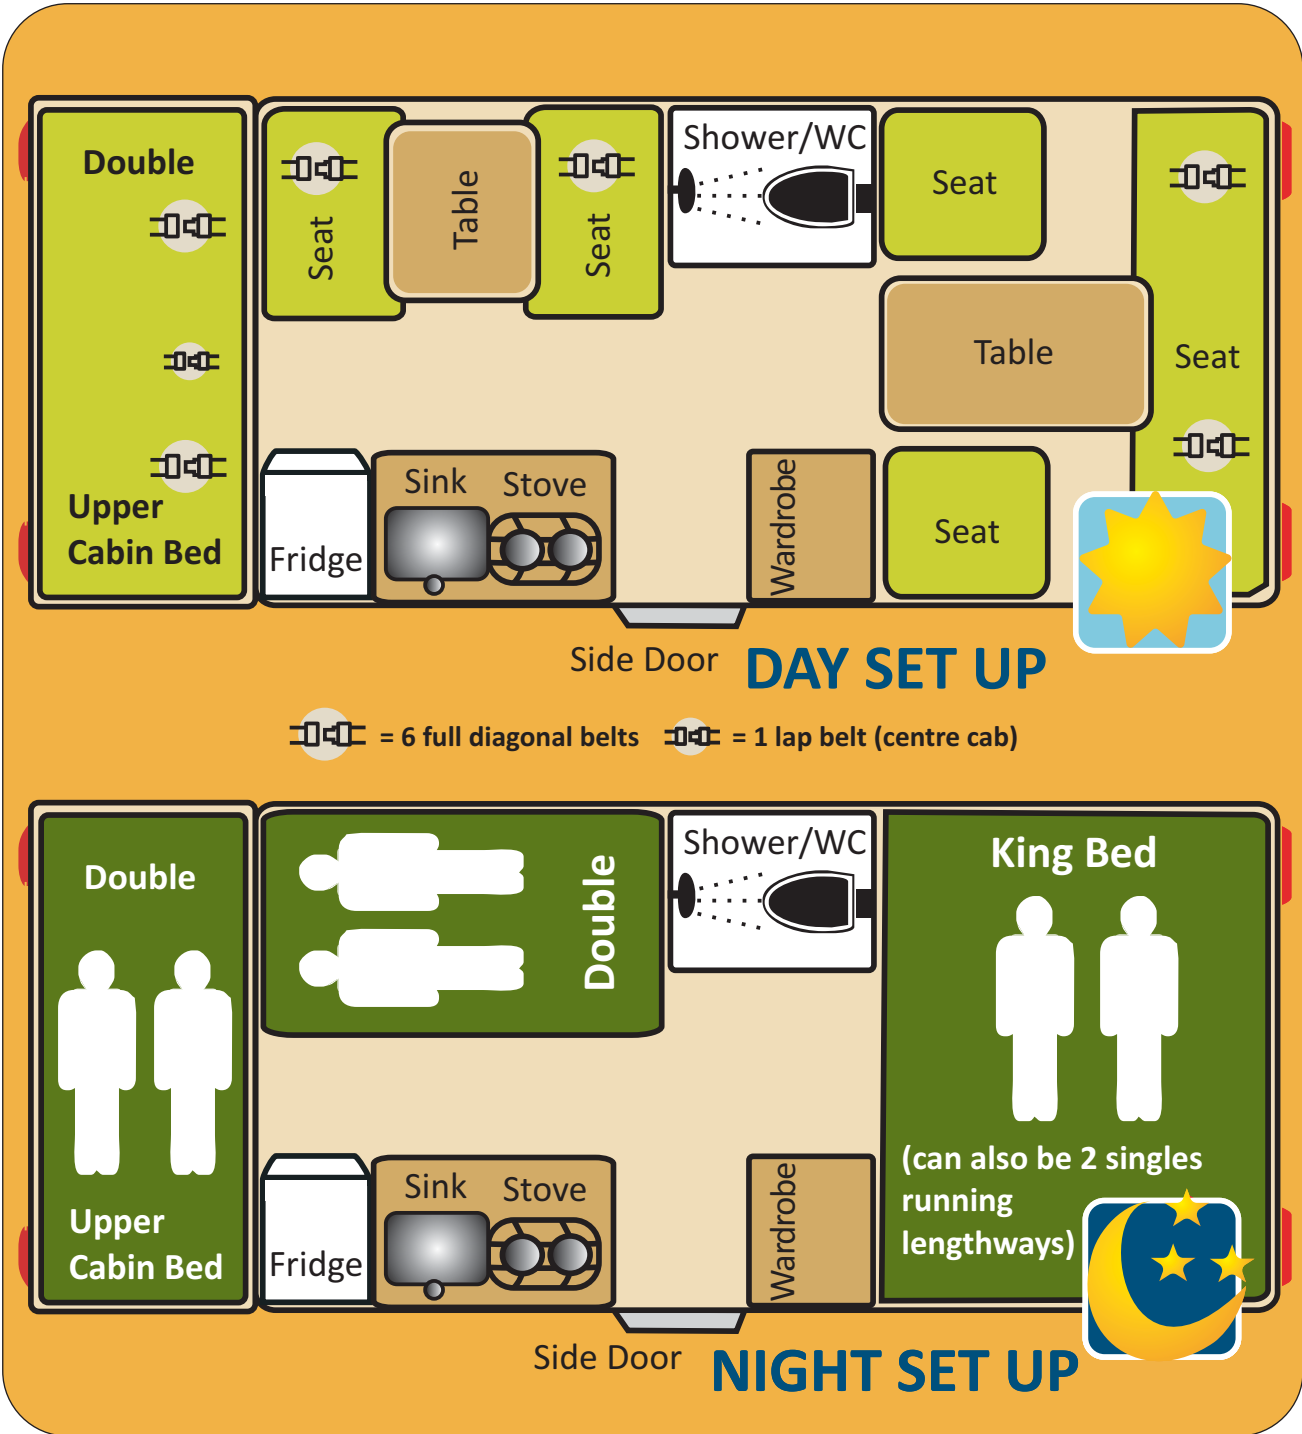 Double
Upper
Cabin Bed
Seat
Table
Seat
Shower/WC
Seat
Table
Seat
Seat
Fridge
Sink
Stove
Wardrobe
Side Door
DAY SET UP
= 6 full diagonal belts
= 1 lap belt (centre cab)
Double
Upper
Cabin Bed
Double
Shower/WC
King Bed
(can also be 2 singles
running
lengthways)
Fridge
Sink
Stove
Wardrobe
Side Door
NIGHT SET UP